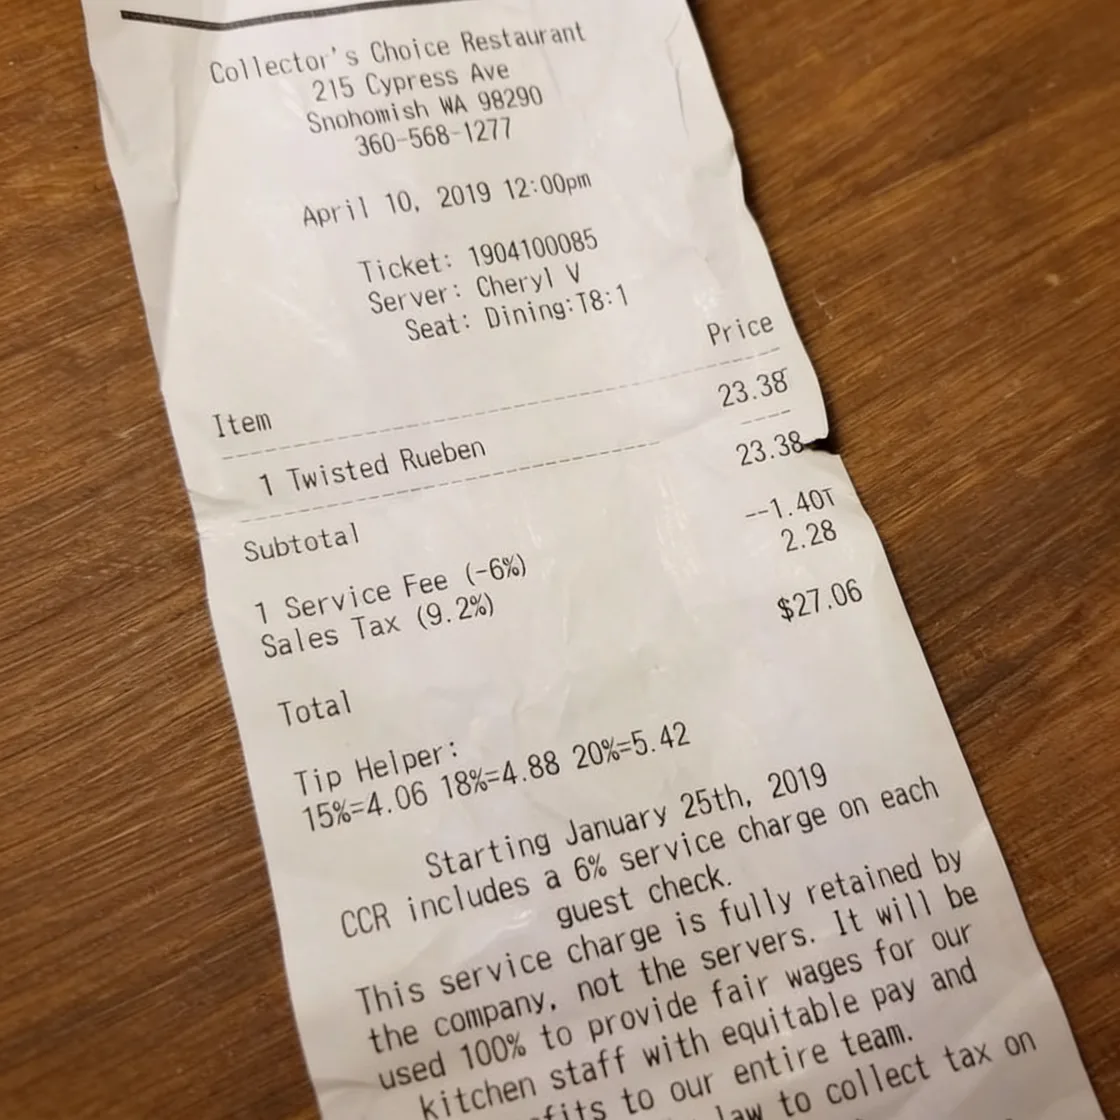 Collector's Choice Restaurant
215 Cypress Ave
Snohomish WA 98290
360-568-1277
April 10, 2019 12:00pm
Ticket: 1904100085
Server: Cheryl V
Seat: Dining:T8:1
Item Price
1 Twisted Rueben 23.38
Subtotal 23.38
1 Service Fee (-6%) --1.40T
Sales Tax (9.2%) 2.28
Total $27.06
Tip Helper:
15%=4.06 18%=4.88 20%=5.42
Starting January 25th, 2019
CCR includes a 6% service charge on each
guest check.
This service charge is fully retained by
the company, not the servers. It will be
used 100% to provide fair wages for our
kitchen staff with equitable pay and
to our entire team.
law to collect tax on